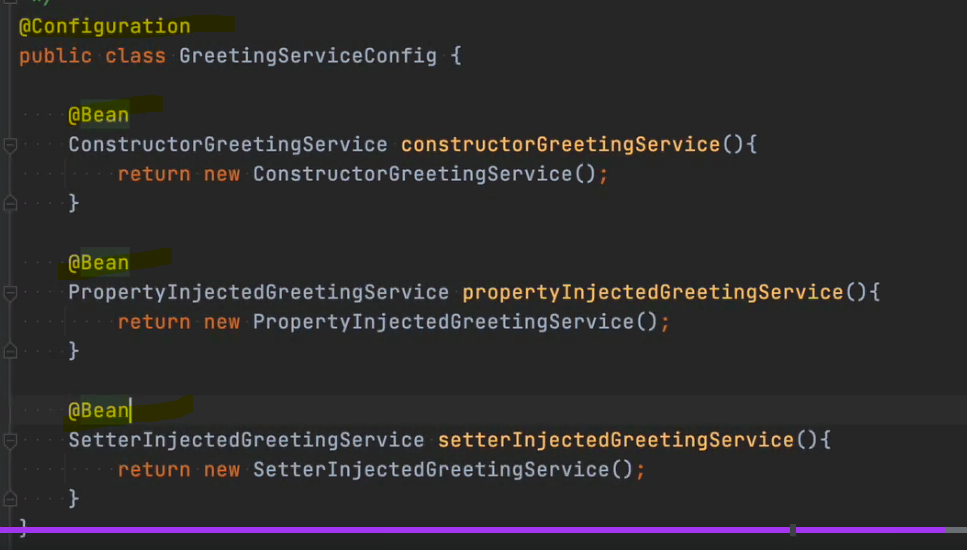 */
@Configuration
public class GreetingServiceConfig {
@Bean
ConstructorGreetingService constructorGreetingService(){
return new ConstructorGreetingService();
}
@Bean
PropertyInjectedGreetingService propertyInjectedGreetingService(){
return new PropertyInjectedGreetingService();
}
@Bean
SetterInjectedGreetingService setterInjectedGreetingService(){
return new SetterInjectedGreetingService();
}
}